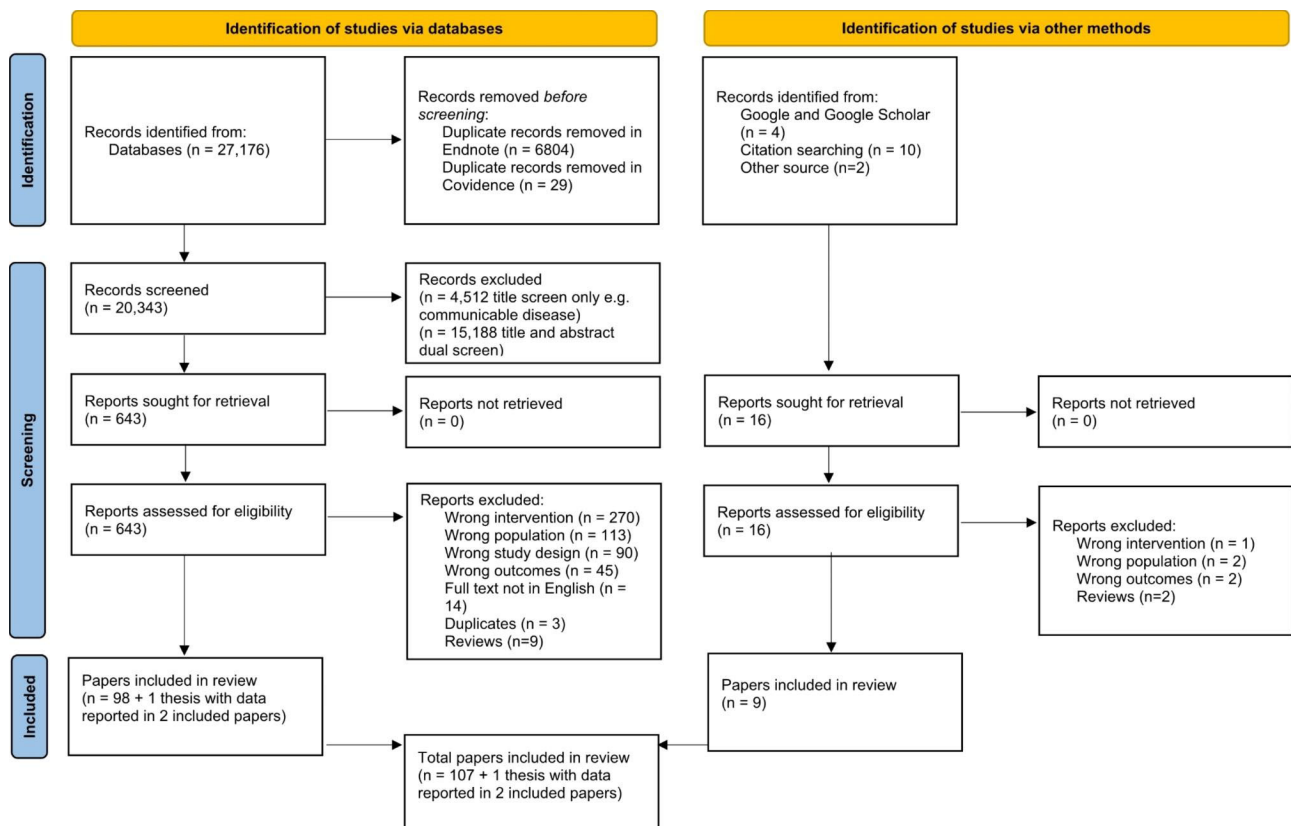 Identification of studies via databases
Identification of studies via other methods
Identification
Records identified from:
Databases (n = 27,176)
Records removed before
screening:
Duplicate records removed in
Endnote (n = 6804)
Duplicate records removed in
Covidence (n = 29)
Records identified from:
Google and Google Scholar
(n = 4)
Citation searching (n = 10)
Other source (n=2)
Screening
Records screened
(n = 20,343)
Records excluded
(n = 4,512 title screen only e.g.
communicable disease)
(n = 15,188 title and abstract
dual screen)
Reports sought for retrieval
(n = 643)
Reports not retrieved
(n = 0)
Reports sought for retrieval
(n = 16)
Reports not retrieved
(n = 0)
Reports assessed for eligibility
(n = 643)
Reports excluded:
Wrong intervention (n = 270)
Wrong population (n = 113)
Wrong study design (n = 90)
Wrong outcomes (n = 45)
Full text not in English (n =
14)
Duplicates (n = 3)
Reviews (n=9)
Reports assessed for eligibility
(n = 16)
Reports excluded:
Wrong intervention (n = 1)
Wrong population (n = 2)
Wrong outcomes (n = 2)
Reviews (n=2)
Included
Papers included in review
(n = 98 + 1 thesis with data
reported in 2 included papers)
Papers included in review
(n = 9)
Total papers included in review
(n = 107 + 1 thesis with data
reported in 2 included papers)